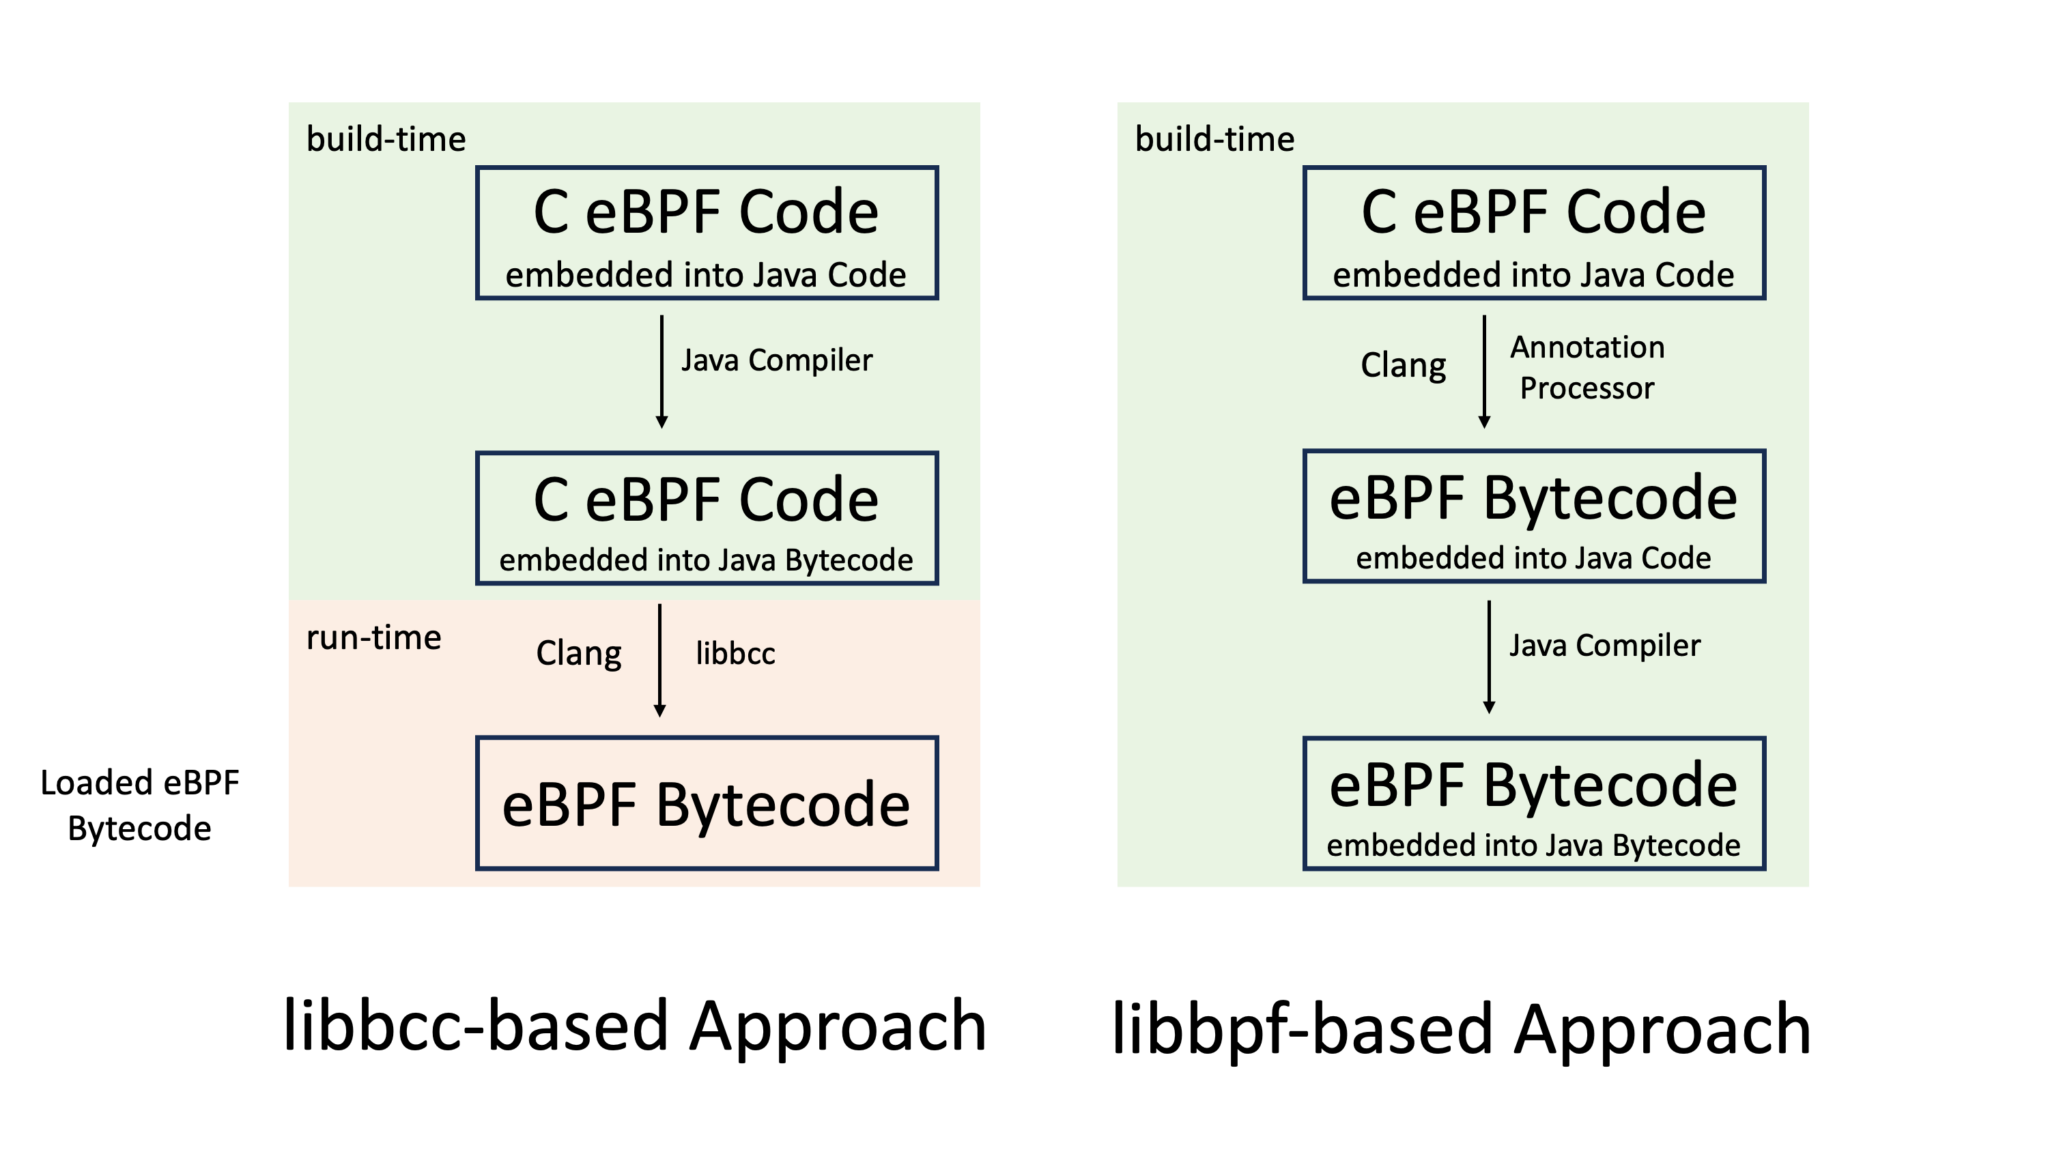 build-time
C eBPF Code
embedded into Java Code
Java Compiler
C eBPF Code
embedded into Java Bytecode
run-time
Clang
libbcc
Loaded eBPF
Bytecode
eBPF Bytecode
libbcc-based Approach
build-time
C eBPF Code
embedded into Java Code
Clang
Annotation
Processor
eBPF Bytecode
embedded into Java Code
Java Compiler
eBPF Bytecode
embedded into Java Bytecode
libbpf-based Approach